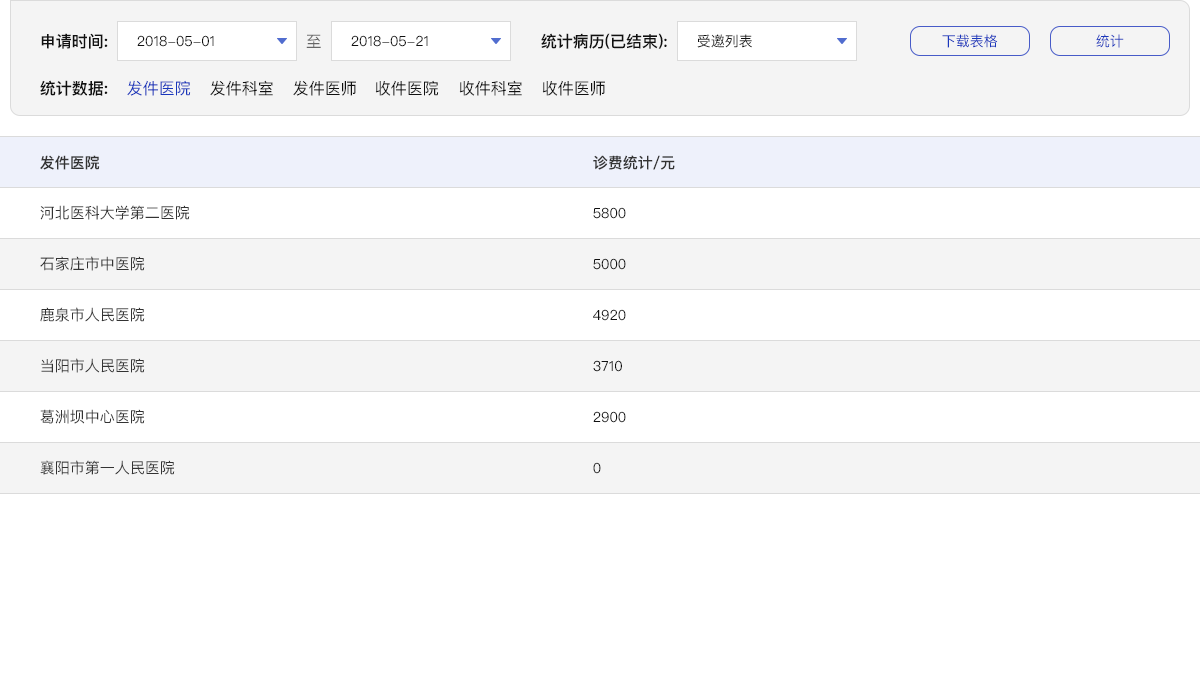 申请时间: 2018-05-01 至 2018-05-21 统计病历(已结束): 受邀列表 下载表格 统计
统计数据: 发件医院 发件科室 发件医师 收件医院 收件科室 收件医师
发件医院 诊费统计/元
河北医科大学第二医院 5800
石家庄市中医院 5000
鹿泉市人民医院 4920
当阳市人民医院 3710
葛洲坝中心医院 2900
襄阳市第一人民医院 0